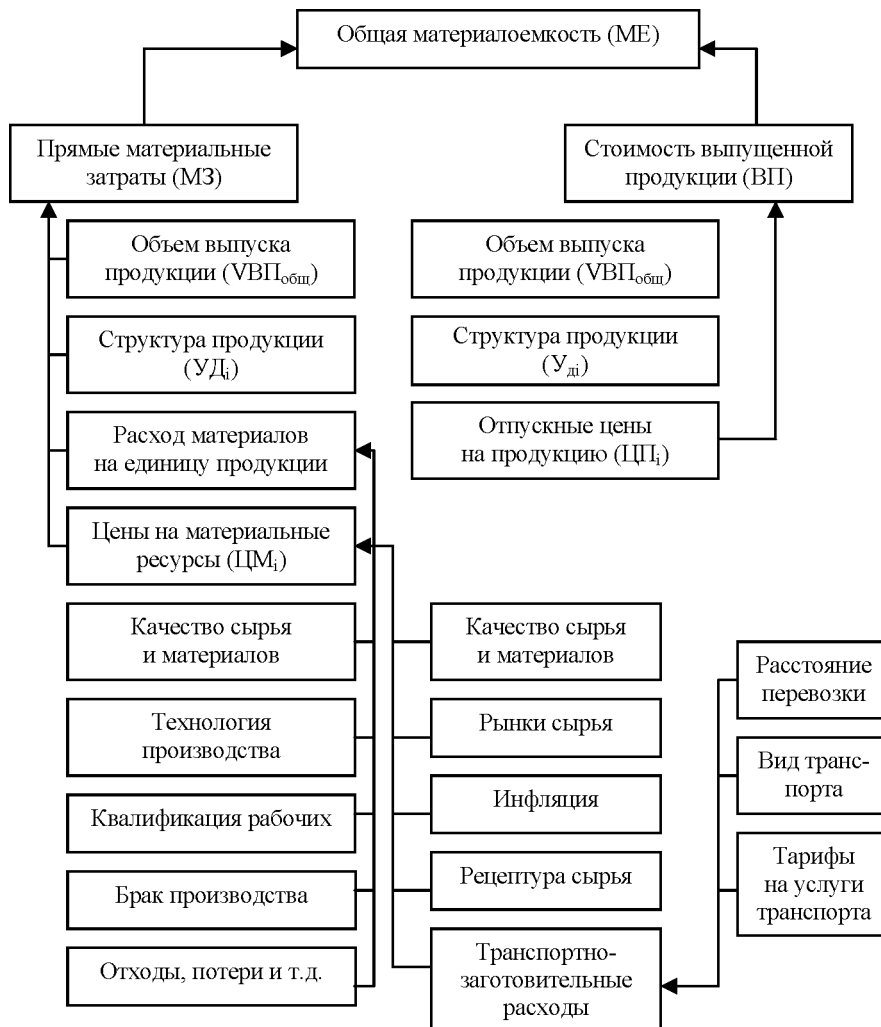 Общая материалоемкость (МЕ)
Прямые материальные
затраты (МЗ)
Стоимость выпущенной
продукции (ВП)
Объем выпуска
продукции (VВПобщ)
Объем выпуска
продукции (VВПобщ)
Структура продукции
(УДi)
Структура продукции
(Удi)
Расход материалов
на единицу продукции
Отпускные цены
на продукцию (ЦПi)
Цены на материальные
ресурсы (ЦМi)
Качество сырья
и материалов
Качество сырья
и материалов
Расстояние
перевозки
Технология
производства
Рынки сырья
Вид транс-
порта
Квалификация рабочих
Инфляция
Тарифы
на услуги
транспорта
Брак производства
Рецептура сырья
Отходы, потери и т.д.
Транспортно-
заготовительные
расходы